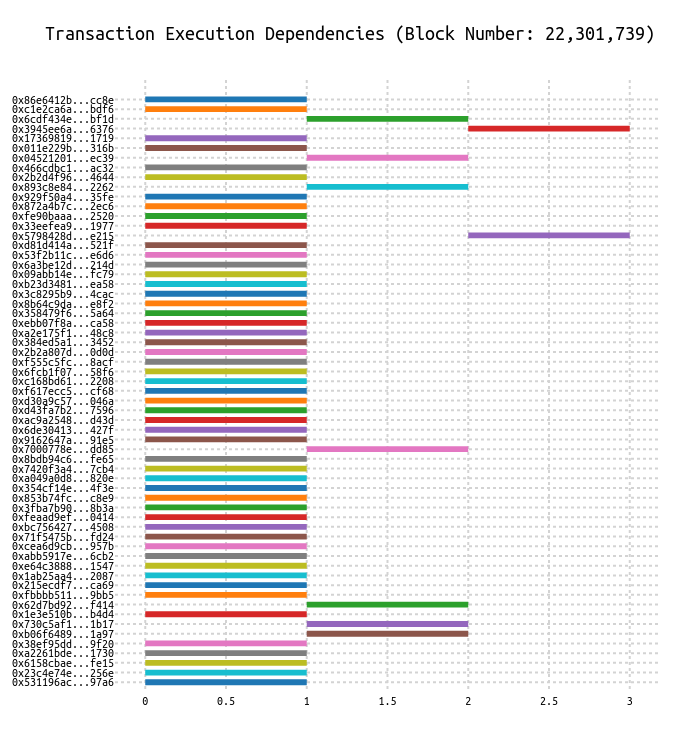 Transaction Execution Dependencies (Block Number: 22,301,739)
0x86e6412b...cc8e
0xc1e2ca6a...bdf6
0x6cdf434e...bf1d
0x3945ee6a...6376
0x17369819...1719
0x011e229b...316b
0x04521201...ec39
0x466cdbc1...ac32
0x2b2d4f96...4644
0x893c8e84...2262
0x929f50a4...35fe
0x872a4b7c...2ec6
0xfe90baaa...2520
0x33eefea9...1977
0x5798428d...e215
0xd81d414a...521f
0x53f2b11c...e6d6
0x6a3be12d...214d
0x09abb14e...fc79
0xb23d3481...ea58
0x3c8295b9...4cac
0x8b64c9da...e8f2
0x358479f6...5a64
0xebb07f8a...ca58
0xa2e175f1...48c8
0x384ed5a1...3452
0x2b2a807d...0d0d
0xf555c5fc...8acf
0x6fcb1f07...58f6
0xc168bd61...2208
0xf617ecc5...cf68
0xd30a9c57...046a
0xd43fa7b2...7596
0xac9a2548...d43d
0x6de30413...427f
0x9162647a...91e5
0x7000778e...dd85
0x8bdb94c6...fe65
0x7420f3a4...7cb4
0xa049a0d8...820e
0x354cf14e...4f3e
0x853b74fc...c8e9
0x3fba7b90...8b3a
0xfeaad9ef...0414
0xbc756427...4508
0x71f5475b...fd24
0xcea6d9cb...957b
0xabb5917e...6cb2
0xe64c3888...1547
0x1ab25aa4...2087
0x215ecdf7...ca69
0xfbbbb511...9bb5
0x62d7bd92...f414
0x1e3e510b...b4d4
0x730c5af1...1b17
0xb06f6489...1a97
0x38ef95dd...9f20
0xa2261bde...1730
0x6158cbae...fe15
0x23c4e74e...256e
0x531196ac...97a6
0 0.5 1 1.5 2 2.5 3